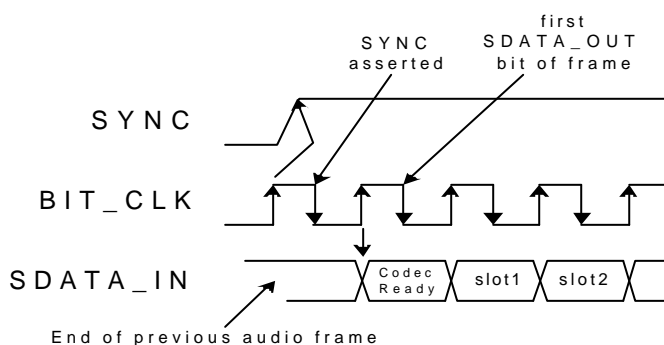 SYNC
asserted
first
SDATA_OUT
bit of frame
SYNC
BIT_CLK
SDATA_IN
Codec
Ready
slot1
slot2
End of previous audio frame